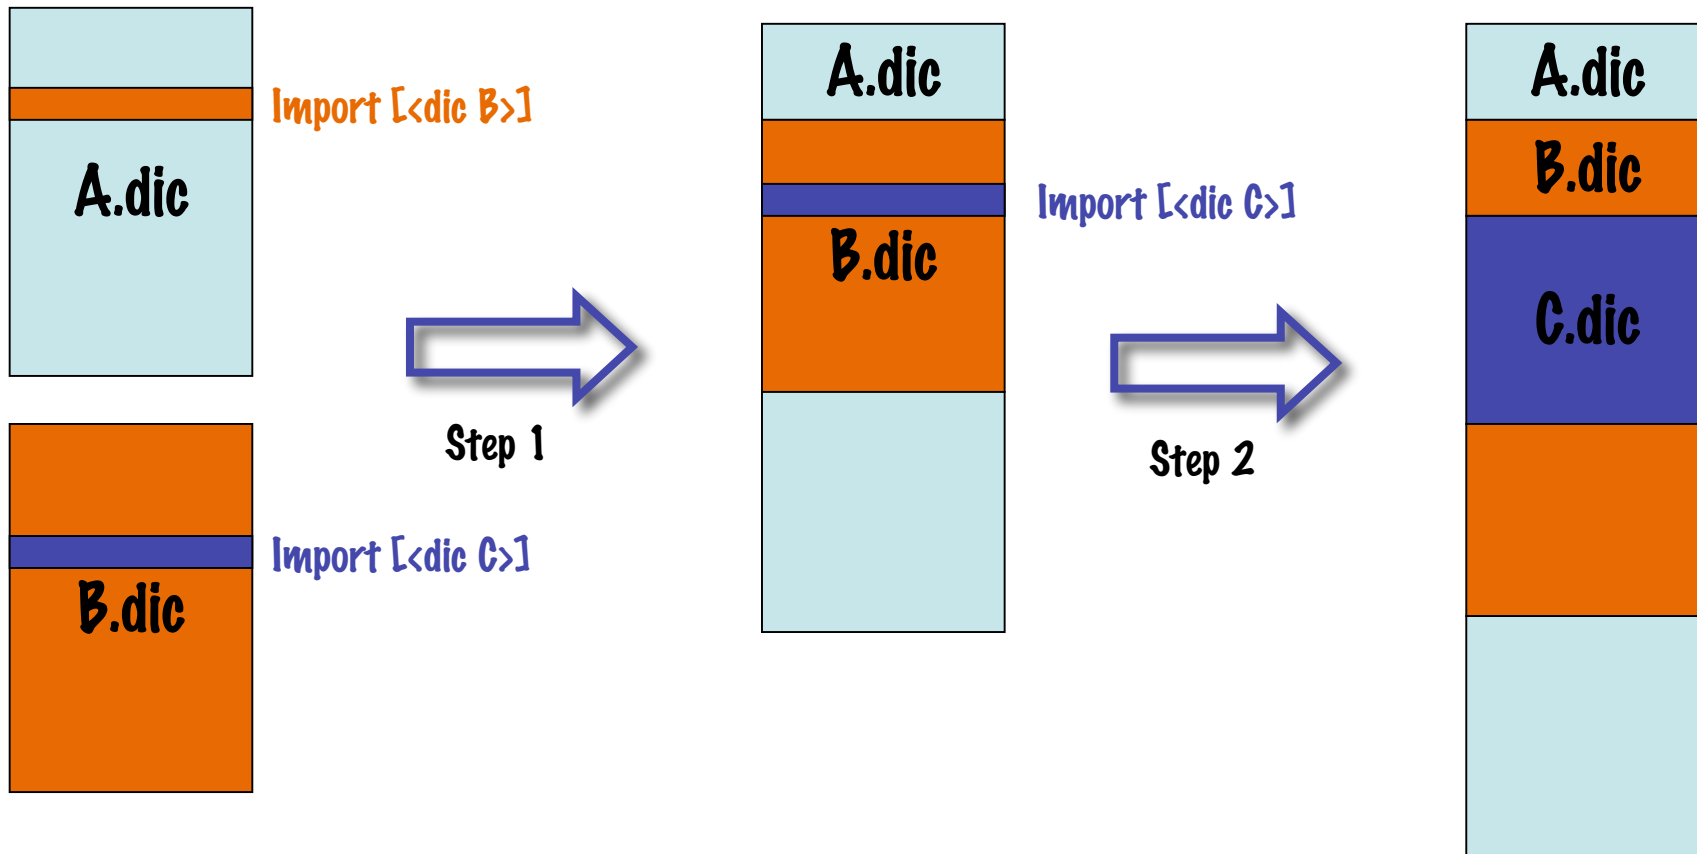 Import [<dic B>]
A.dic
Step 1
Import [<dic C>]
B.dic
A.dic
Import [<dic C>]
B.dic
Step 2
A.dic
B.dic
C.dic